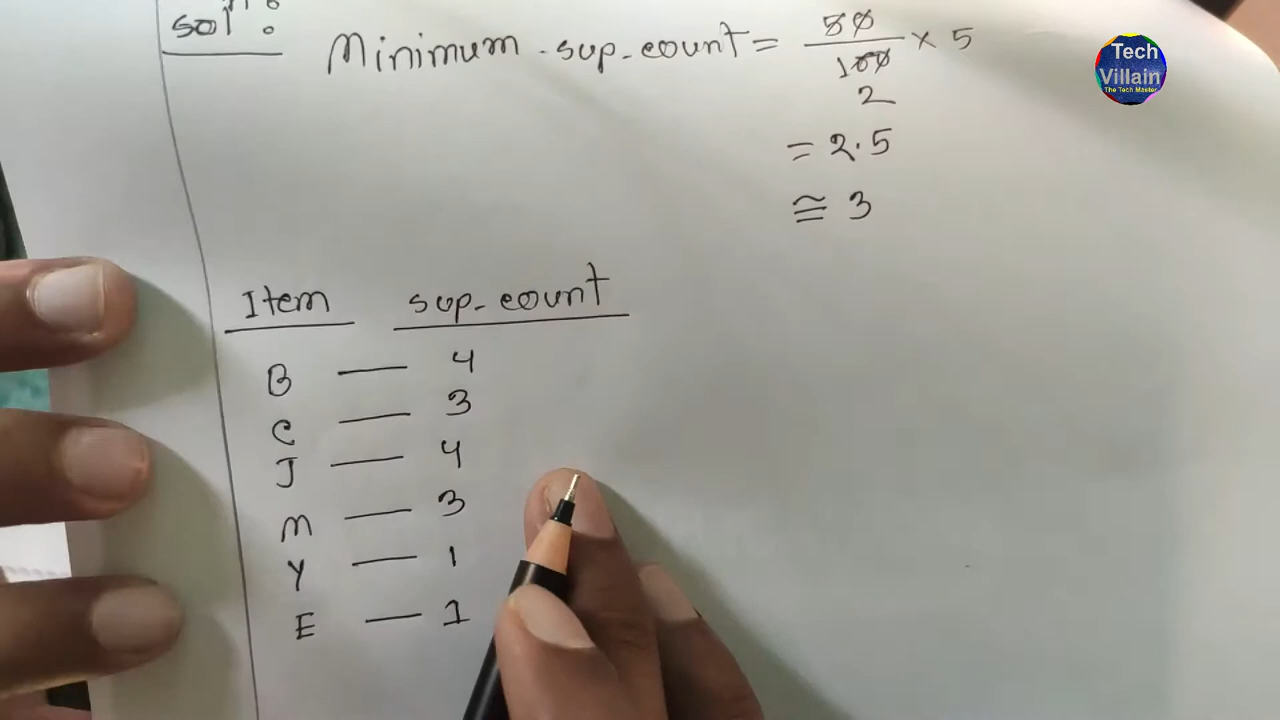 sol :
Minimum-sup-count = 50/100 × 5
2
= 2.5
≅ 3
Item sup-count
B — 4
C — 3
J — 4
M — 3
Y — 1
E — 1
Tech
Villain
The Tech Master